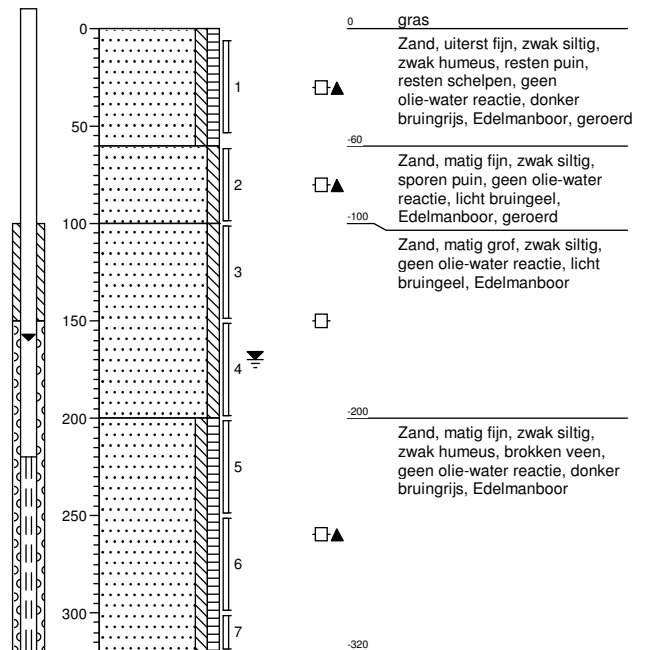 0
50
100
150
200
250
300
1
2
3
4
5
6
7
0 gras
Zand, uiterst fijn, zwak siltig,
zwak humeus, resten puin,
resten schelpen, geen
olie-water reactie, donker
bruingrijs, Edelmanboor, geroerd
-60
Zand, matig fijn, zwak siltig,
sporen puin, geen olie-water
reactie, licht bruingeel,
Edelmanboor, geroerd
-100
Zand, matig grof, zwak siltig,
geen olie-water reactie, licht
bruingeel, Edelmanboor
-200
Zand, matig fijn, zwak siltig,
zwak humeus, brokken veen,
geen olie-water reactie, donker
bruingrijs, Edelmanboor
-320